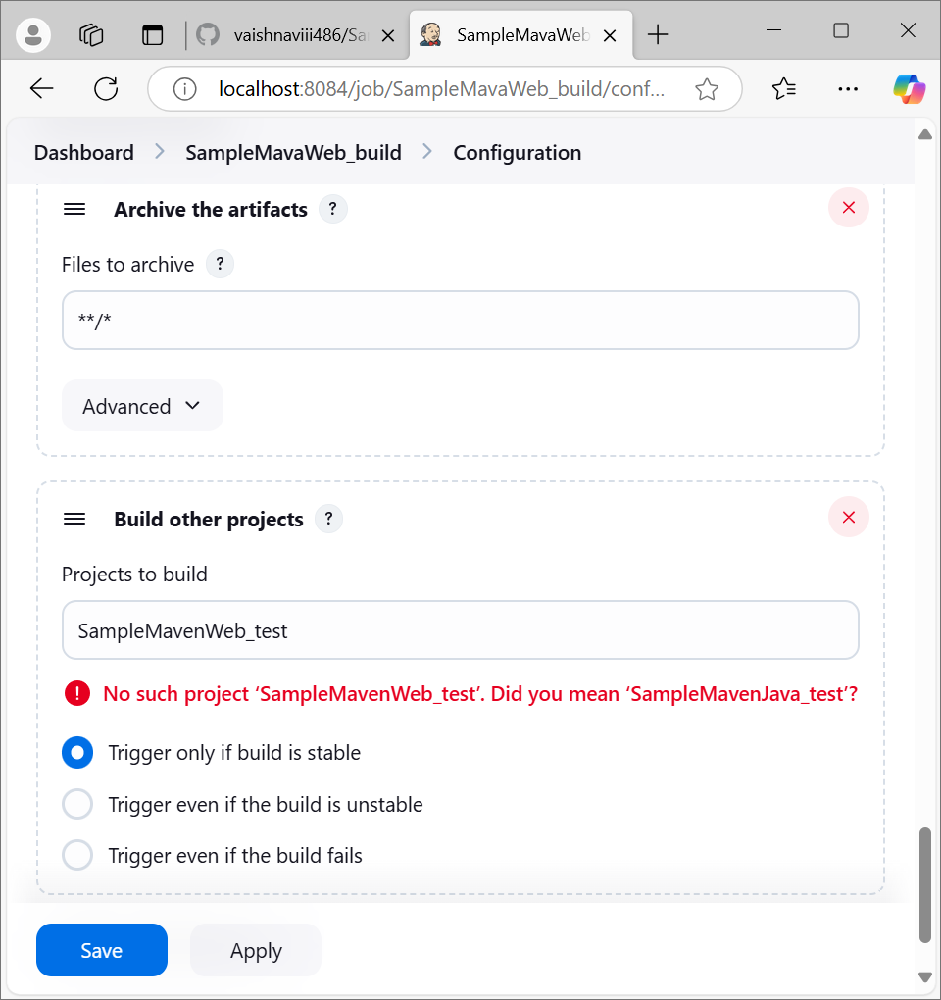 vaishnaviii486/Sa
SampleMavaWeb
localhost:8084/job/SampleMavaWeb_build/conf...
Dashboard > SampleMavaWeb_build > Configuration
Archive the artifacts ?
Files to archive ?
**/*
Advanced
Build other projects ?
Projects to build
SampleMavenWeb_test
No such project ‘SampleMavenWeb_test’. Did you mean ‘SampleMavenJava_test’?
Trigger only if build is stable
Trigger even if the build is unstable
Trigger even if the build fails
Save Apply